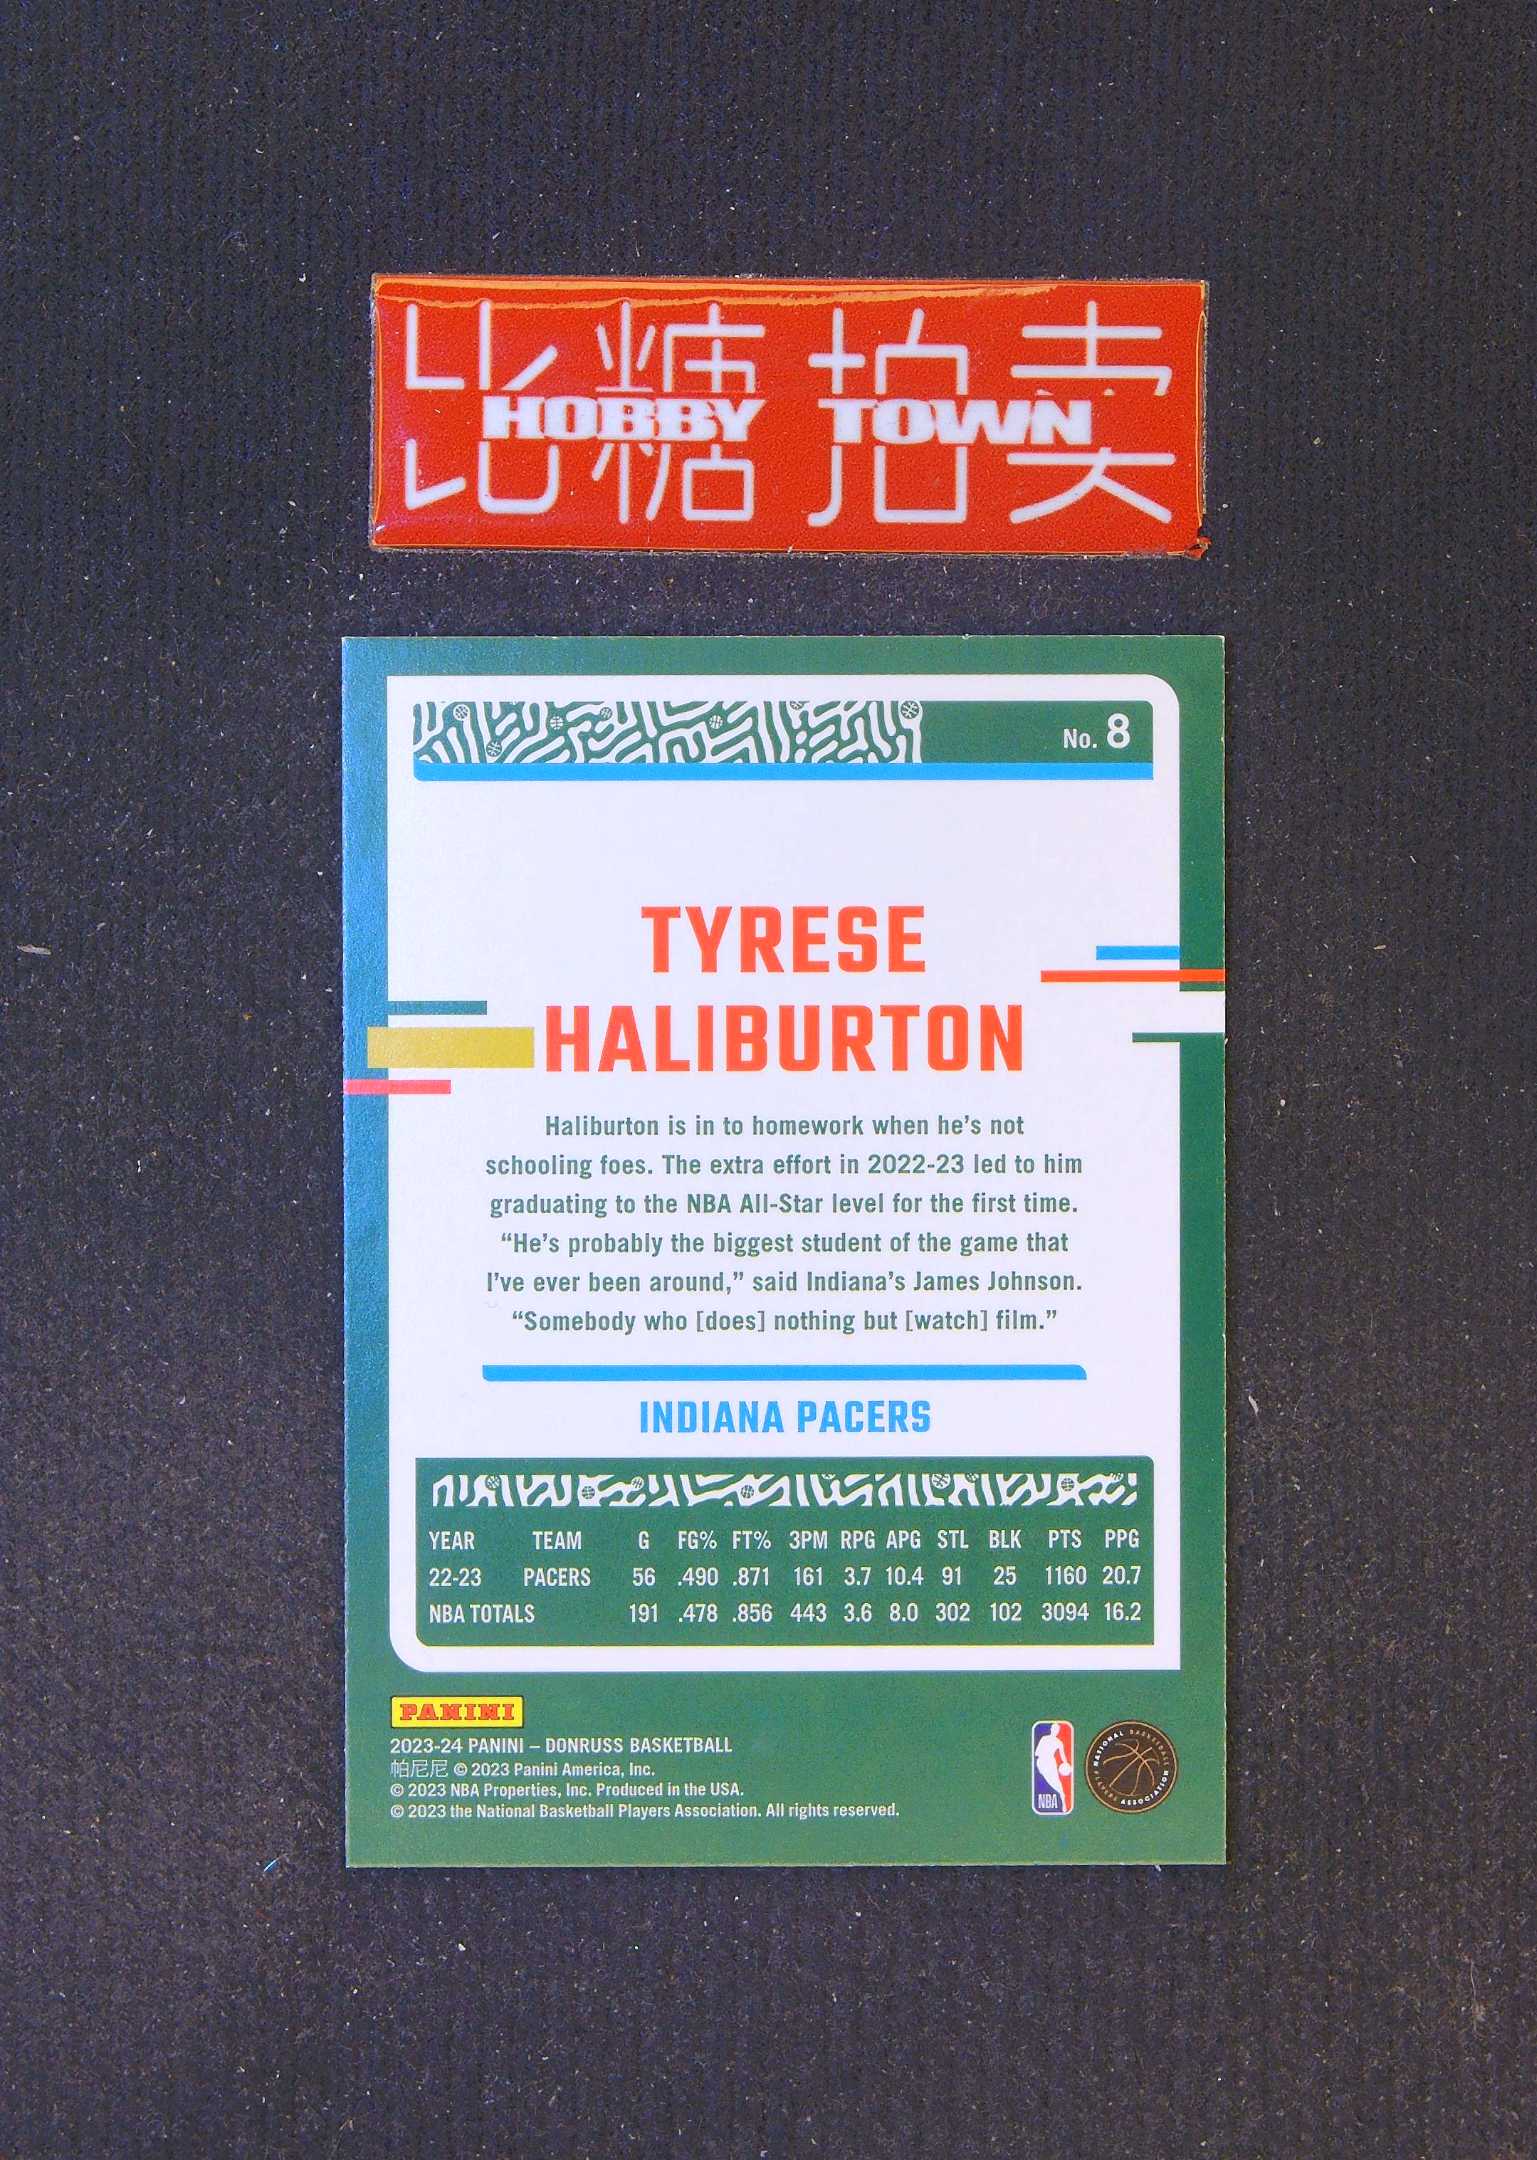 比糖拍卖
HOBBY TOWN
No. 8
TYRESE
HALIBURTON
Haliburton is in to homework when he's not
schooling foes. The extra effort in 2022-23 led to him
graduating to the NBA All-Star level for the first time.
“He's probably the biggest student of the game that
I've ever been around,” said Indiana's James Johnson.
“Somebody who [does] nothing but [watch] film.”
INDIANA PACERS
YEAR TEAM G FG% FT% 3PM RPG APG STL BLK PTS PPG
22-23 PACERS 56 .490 .871 161 3.7 10.4 91 25 1160 20.7
NBA TOTALS 191 .478 .856 443 3.6 8.0 302 102 3094 16.2
PANINI
2023-24 PANINI – DONRUSS BASKETBALL
帕尼尼 © 2023 Panini America, Inc.
© 2023 NBA Properties, Inc. Produced in the USA.
© 2023 the National Basketball Players Association. All rights reserved.
NBA
NATIONAL BASKETBALL PLAYERS ASSOCIATION